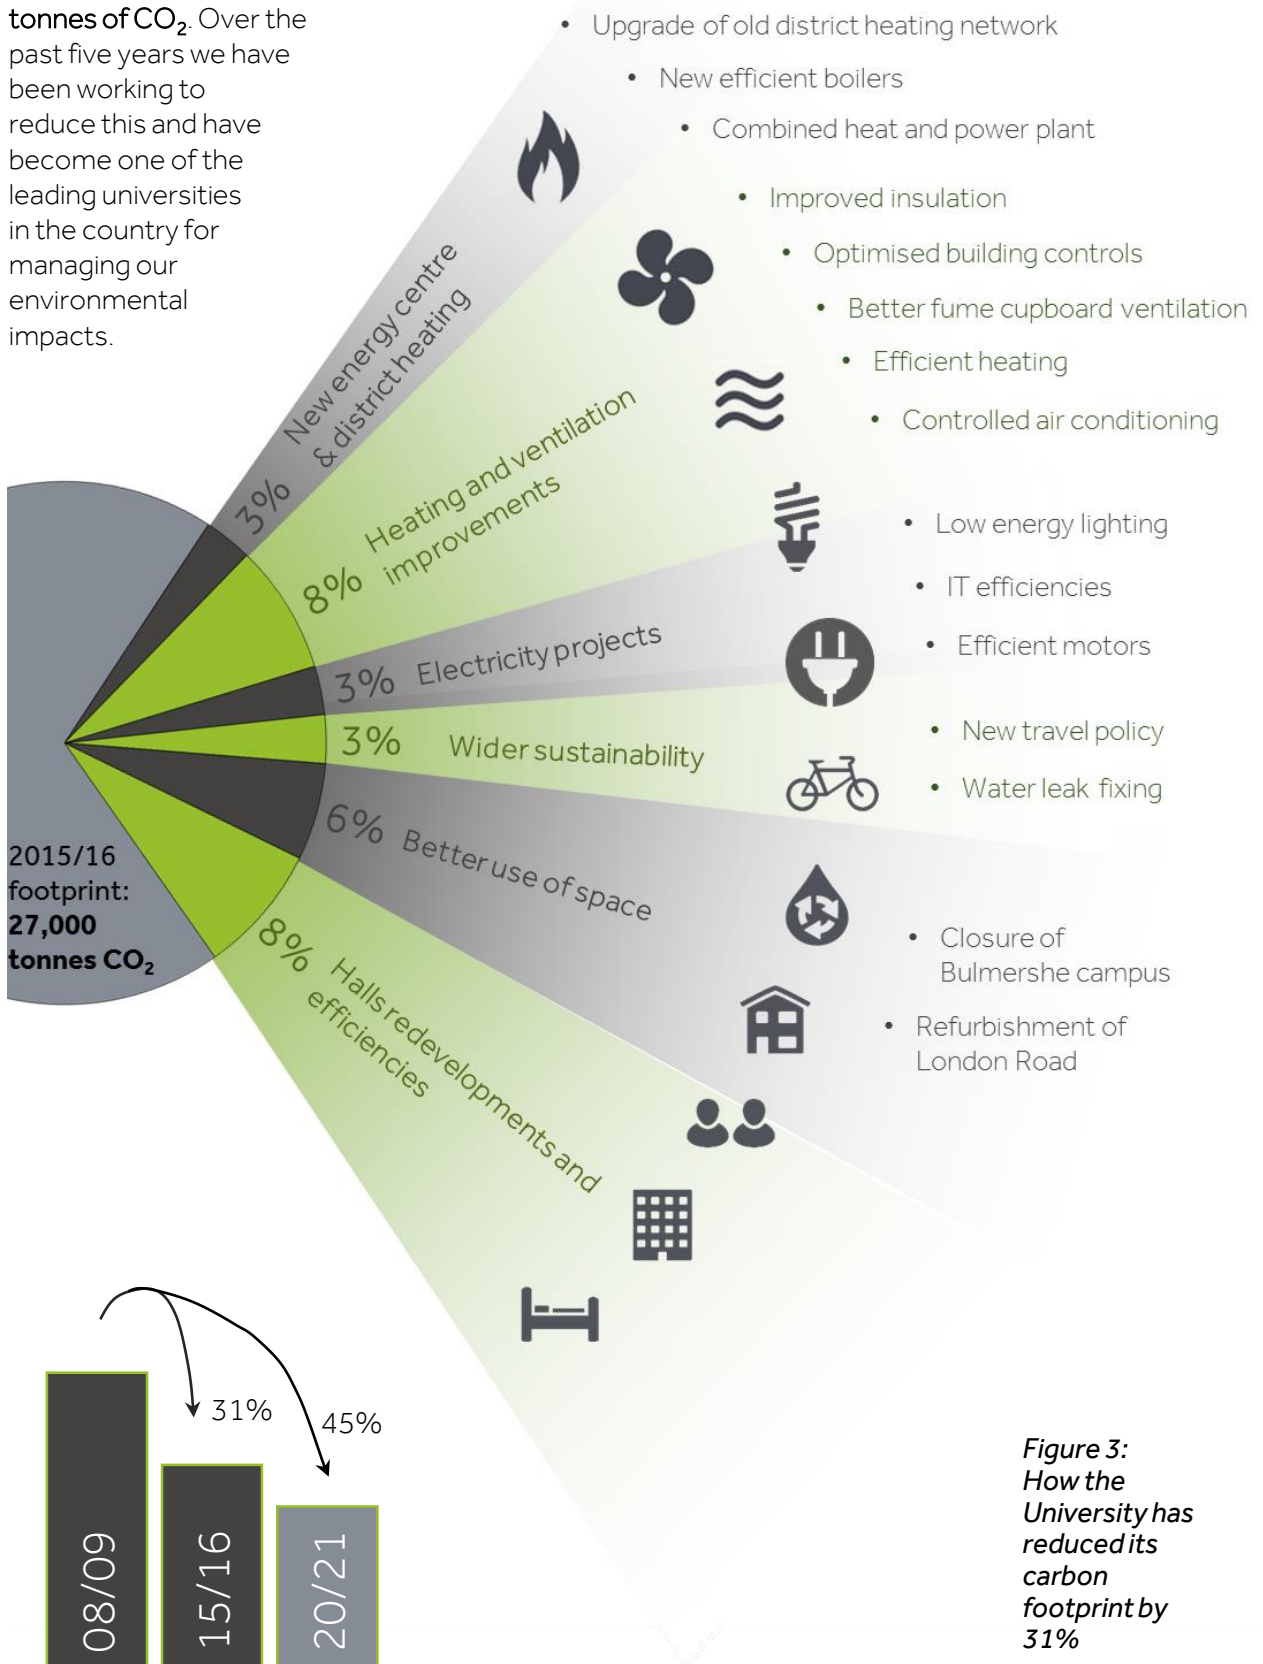 tonnes of CO₂. Over the
past five years we have
been working to
reduce this and have
become one of the
leading universities
in the country for
managing our
environmental
impacts.
• Upgrade of old district heating network
• New efficient boilers
• Combined heat and power plant
• Improved insulation
• Optimised building controls
• Better fume cupboard ventilation
• Efficient heating
• Controlled air conditioning
• Low energy lighting
• IT efficiencies
• Efficient motors
• New travel policy
• Water leak fixing
• Closure of
Bulmershe campus
• Refurbishment of
London Road
3%
New energy centre
& district heating
8%
Heating and ventilation
improvements
3%
Electricity projects
3%
Wider sustainability
6%
Better use of space
8%
Halls redevelopments and
efficiencies
2015/16
footprint:
27,000
tonnes CO₂
31%
45%
08/09
15/16
20/21
Figure 3:
How the
University has
reduced its
carbon
footprint by
31%